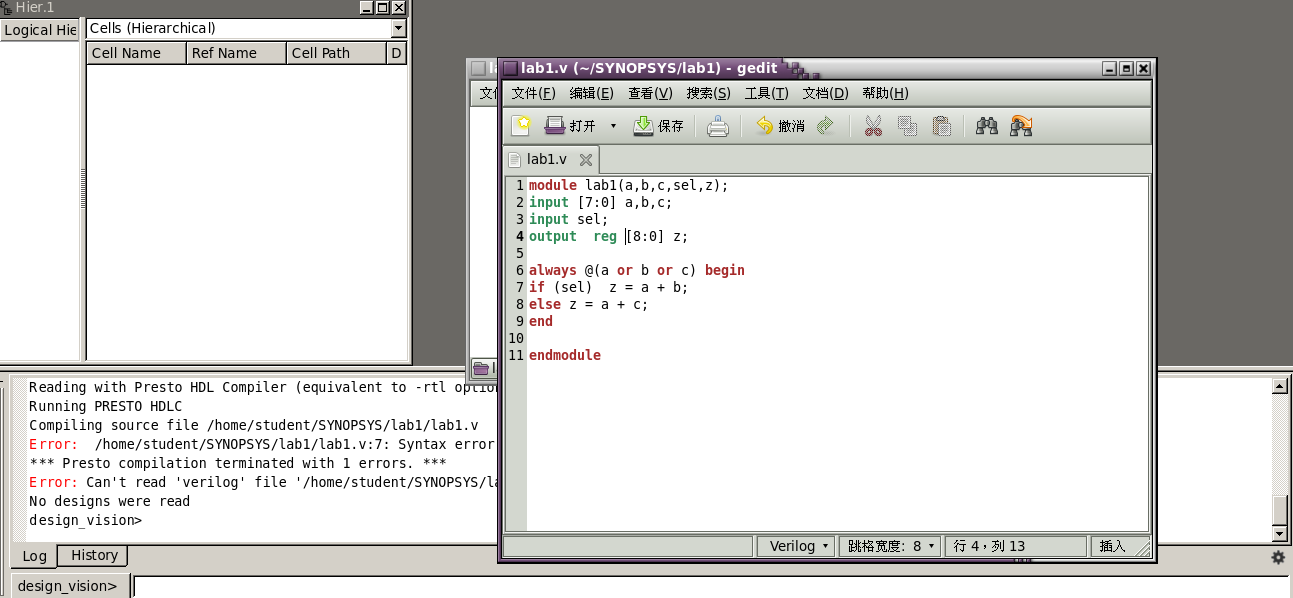 Hier.1
Logical Hie
Cells (Hierarchical)
Cell Name Ref Name Cell Path D
lab1.v (~/SYNOPSYS/lab1) - gedit
文件(F) 编辑(E) 查看(V) 搜索(S) 工具(T) 文档(D) 帮助(H)
打开 保存 撤消
lab1.v
1 module lab1(a,b,c,sel,z);
2 input [7:0] a,b,c;
3 input sel;
4 output  reg [8:0] z;
5
6 always @(a or b or c) begin
7 if (sel)  z = a + b;
8 else z = a + c;
9 end
10
11 endmodule
Verilog 跳格宽度: 8 行 4，列 13 插入
Reading with Presto HDL Compiler (equivalent to -rtl optio
Running PRESTO HDLC
Compiling source file /home/student/SYNOPSYS/lab1/lab1.v
Error:  /home/student/SYNOPSYS/lab1/lab1.v:7: Syntax error
*** Presto compilation terminated with 1 errors. ***
Error: Can't read 'verilog' file '/home/student/SYNOPSYS/la
No designs were read
design_vision>
Log History
design_vision>